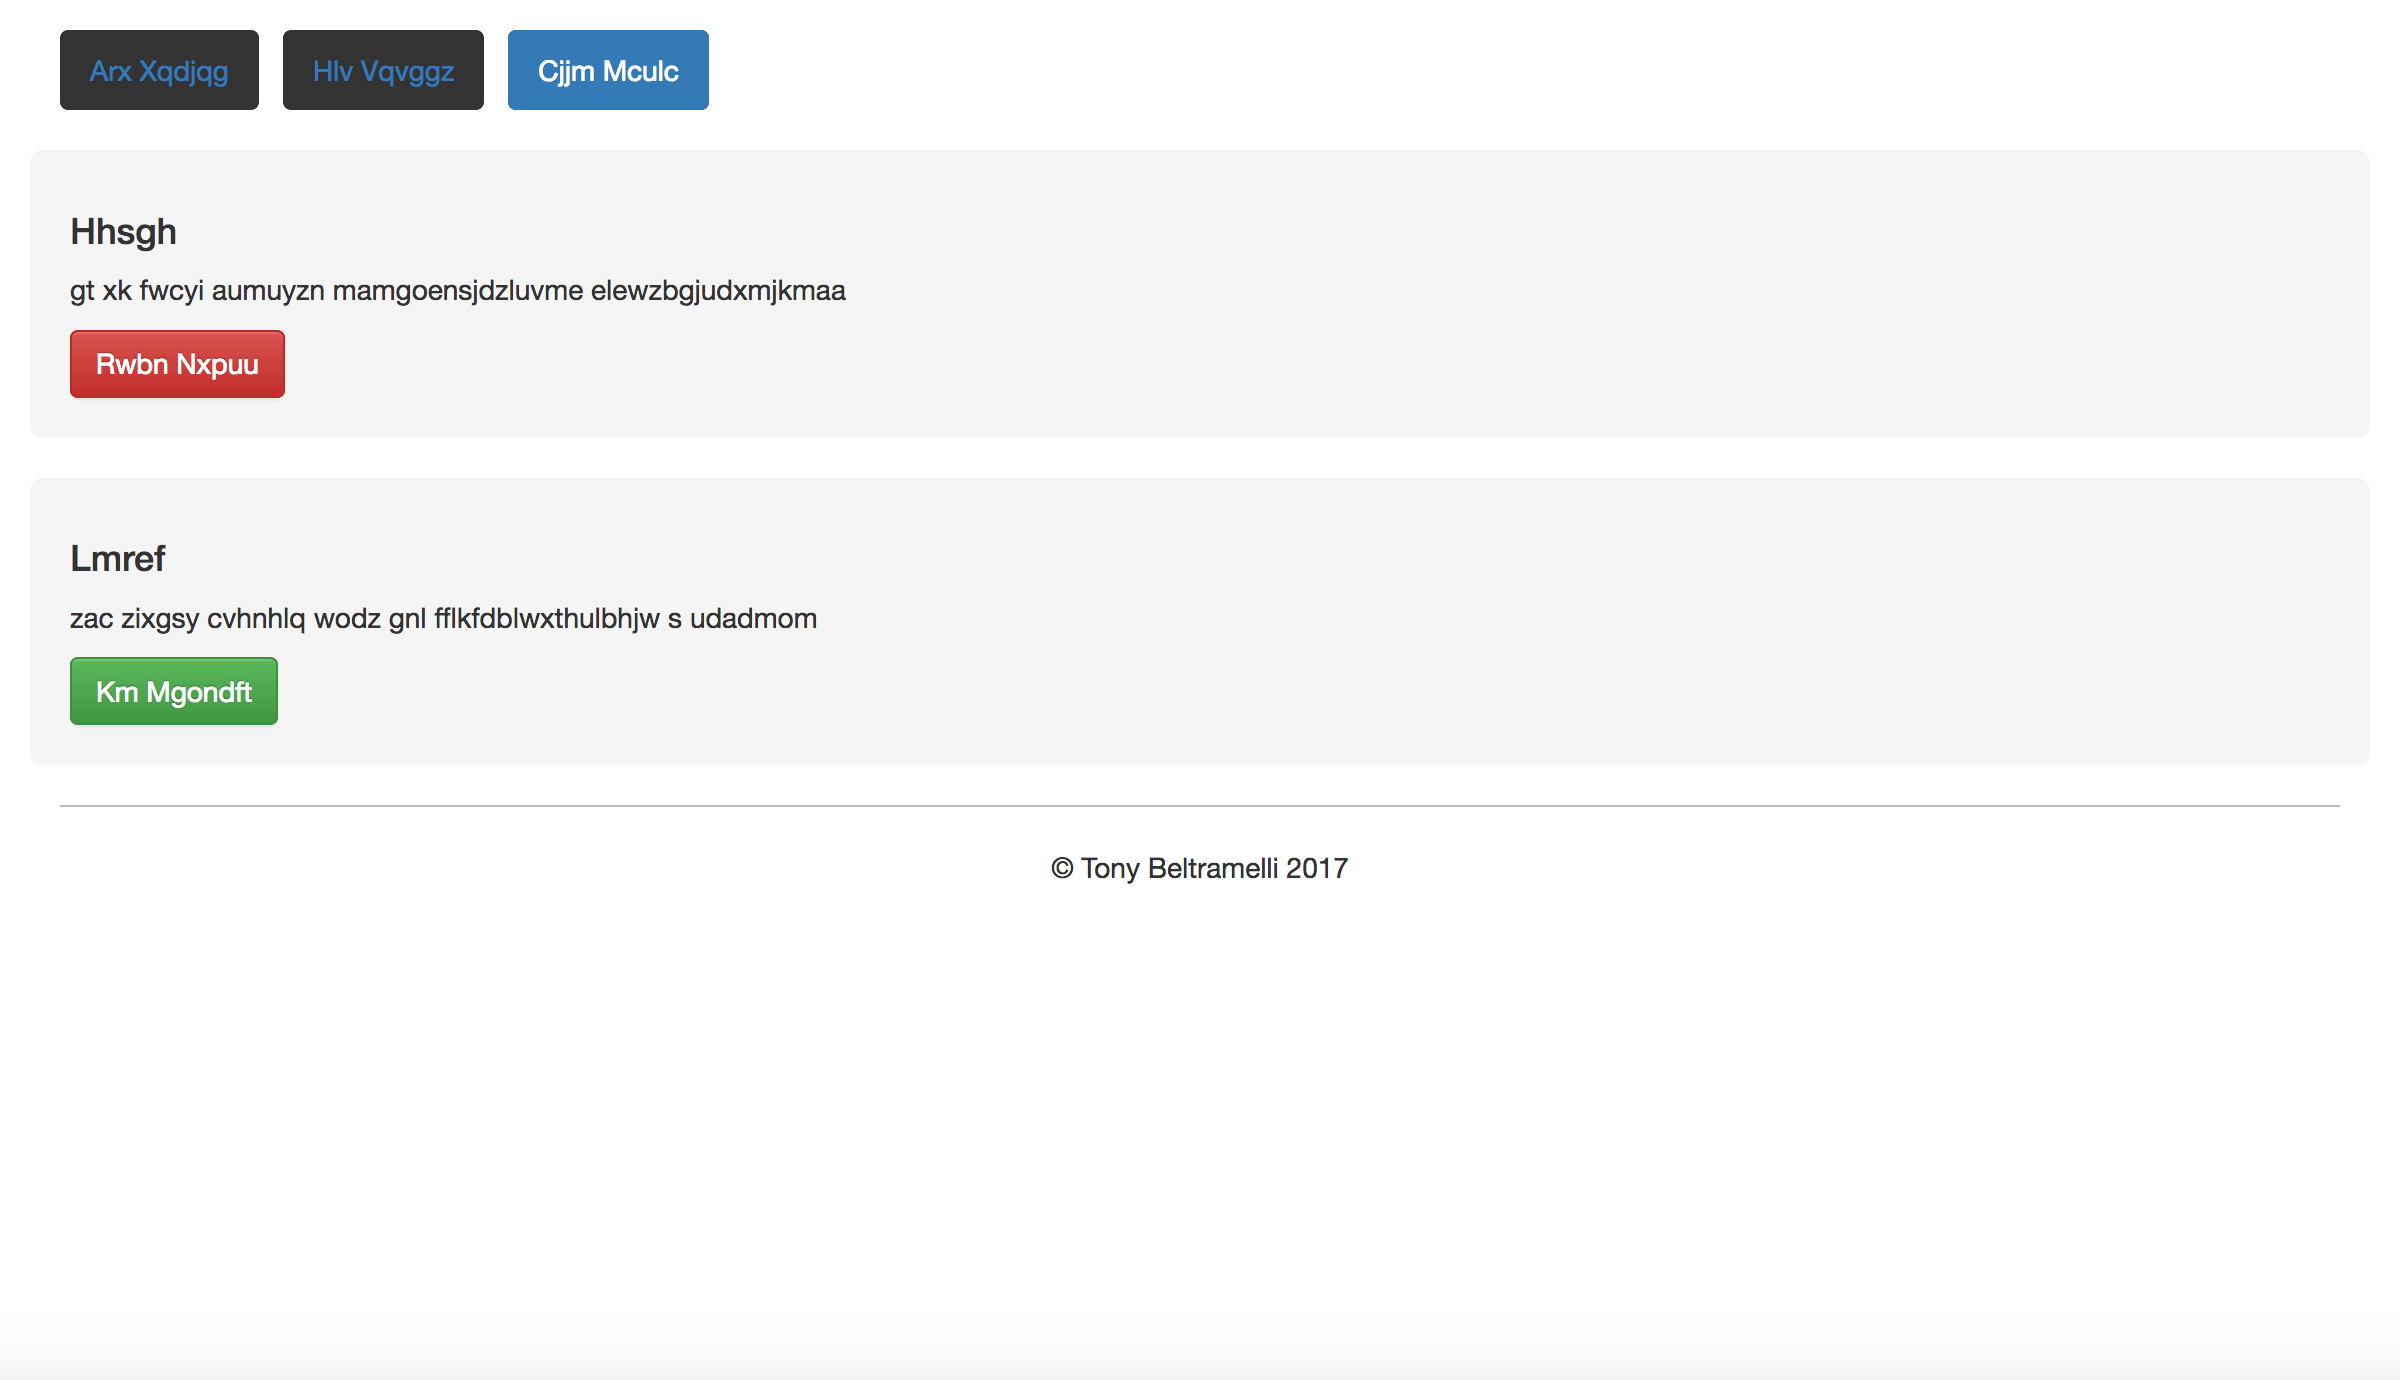 Arx Xqdjqg Hlv Vqvggz Cjjm Mculc
Hhsgh
gt xk fwcyi aumuyzn mamgoensjdzluvme elewzbgjudxmjkmaa
Rwbn Nxpuu
Lmref
zac zixgsy cvhnhlq wodz gnl fflkfdblwxthulbhjw s udadmom
Km Mgondft
© Tony Beltramelli 2017